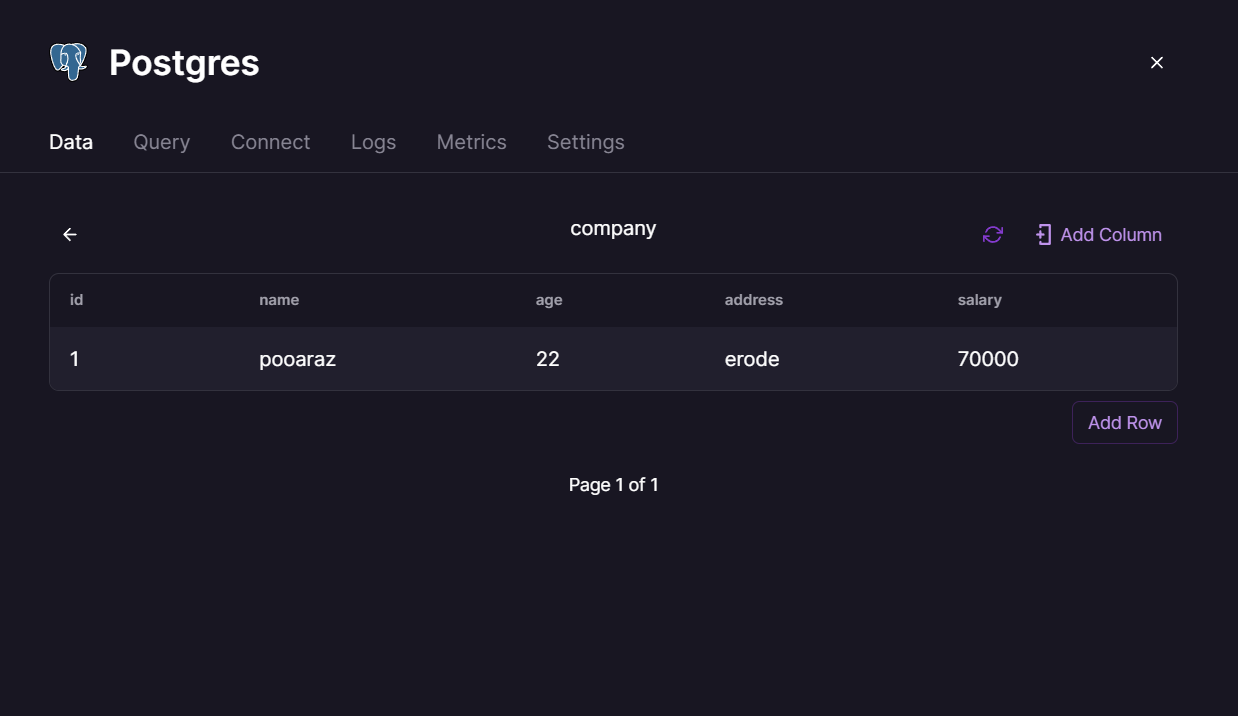 Postgres
Data Query Connect Logs Metrics Settings
company
Add Column
id name age address salary
1 pooaraz 22 erode 70000
Add Row
Page 1 of 1